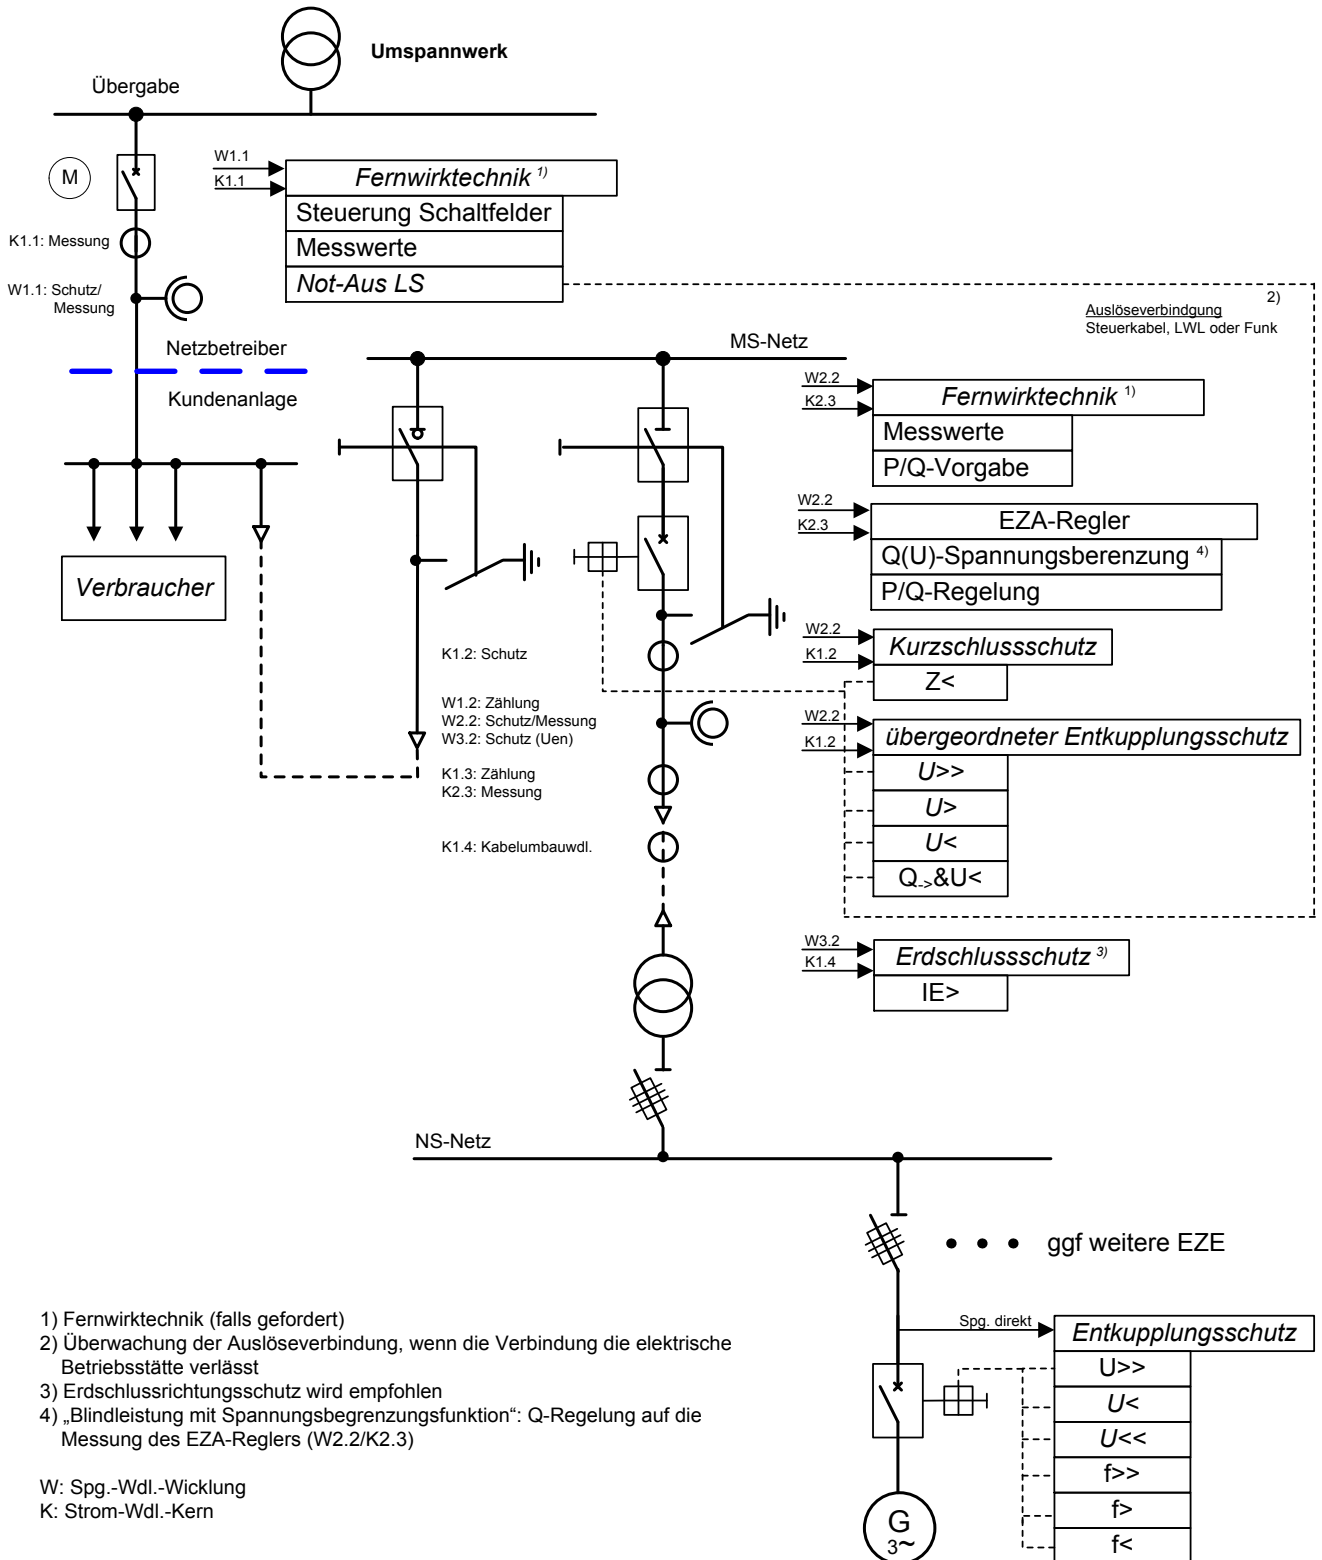 Umspannwerk
Übergabe
M
W1.1
K1.1
Fernwirktechnik 1)
Steuerung Schaltfelder
Messwerte
Not-Aus LS
K1.1: Messung
W1.1: Schutz/
Messung
Netzbetreiber
Kundenanlage
Verbraucher
MS-Netz
2)
Auslöseverbindgung
Steuerkabel, LWL oder Funk
W2.2
K2.3
Fernwirktechnik 1)
Messwerte
P/Q-Vorgabe
W2.2
K2.3
EZA-Regler
Q(U)-Spannungsberenzung 4)
P/Q-Regelung
K1.2: Schutz
W1.2: Zählung
W2.2: Schutz/Messung
W3.2: Schutz (Uen)
K1.3: Zählung
K2.3: Messung
K1.4: Kabelumbauwdl.
W2.2
K1.2
Kurzschlussschutz
Z<
W2.2
K1.2
übergeordneter Entkupplungsschutz
U>>
U>
U<
Q->&U<
W3.2
K1.4
Erdschlussschutz 3)
IE>
NS-Netz
ggf weitere EZE
Spg. direkt
Entkupplungsschutz
U>>
U<
U<<
f>>
f>
f<
G
3~
1) Fernwirktechnik (falls gefordert)
2) Überwachung der Auslöseverbindung, wenn die Verbindung die elektrische
Betriebsstätte verlässt
3) Erdschlussrichtungsschutz wird empfohlen
4) „Blindleistung mit Spannungsbegrenzungsfunktion“: Q-Regelung auf die
Messung des EZA-Reglers (W2.2/K2.3)
W: Spg.-Wdl.-Wicklung
K: Strom-Wdl.-Kern